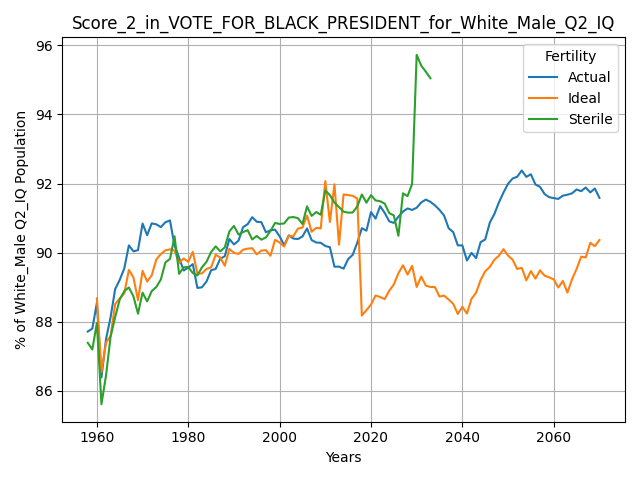 Score_2_in_VOTE_FOR_BLACK_PRESIDENT_for_White_Male_Q2_IQ
Fertility
Actual
Ideal
Sterile
% of White_Male Q2_IQ Population
96
94
92
90
88
86
1960
1980
2000
2020
2040
2060
Years